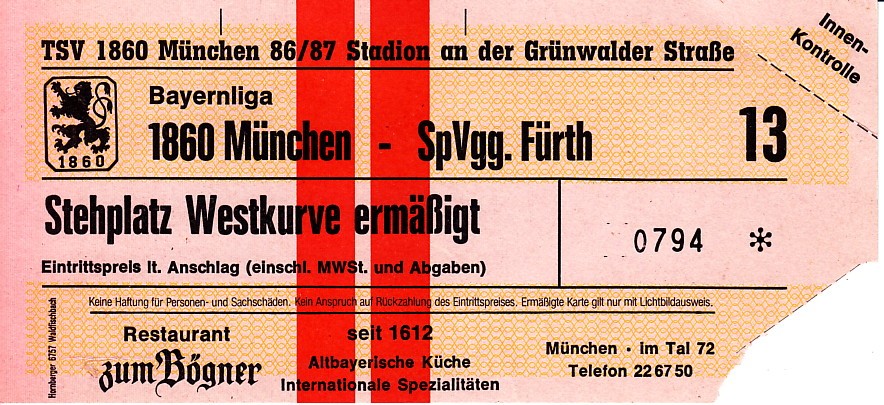 TSV 1860 München 86/87 Stadion an der Grünwalder Straße
Innen-
Kontrolle
1860
Bayernliga
1860 München - SpVgg. Fürth
13
Stehplatz Westkurve ermäßigt
0794 *
Eintrittspreis lt. Anschlag (einschl. MWSt. und Abgaben)
Keine Haftung für Personen- und Sachschäden. Kein Anspruch auf Rückzahlung des Eintrittspreises. Ermäßigte Karte gilt nur mit Lichtbildausweis.
Hornberger 6757 Waldfischbach
Restaurant
zum Bögner
seit 1612
Altbayerische Küche
Internationale Spezialitäten
München · im Tal 72
Telefon 22 67 50